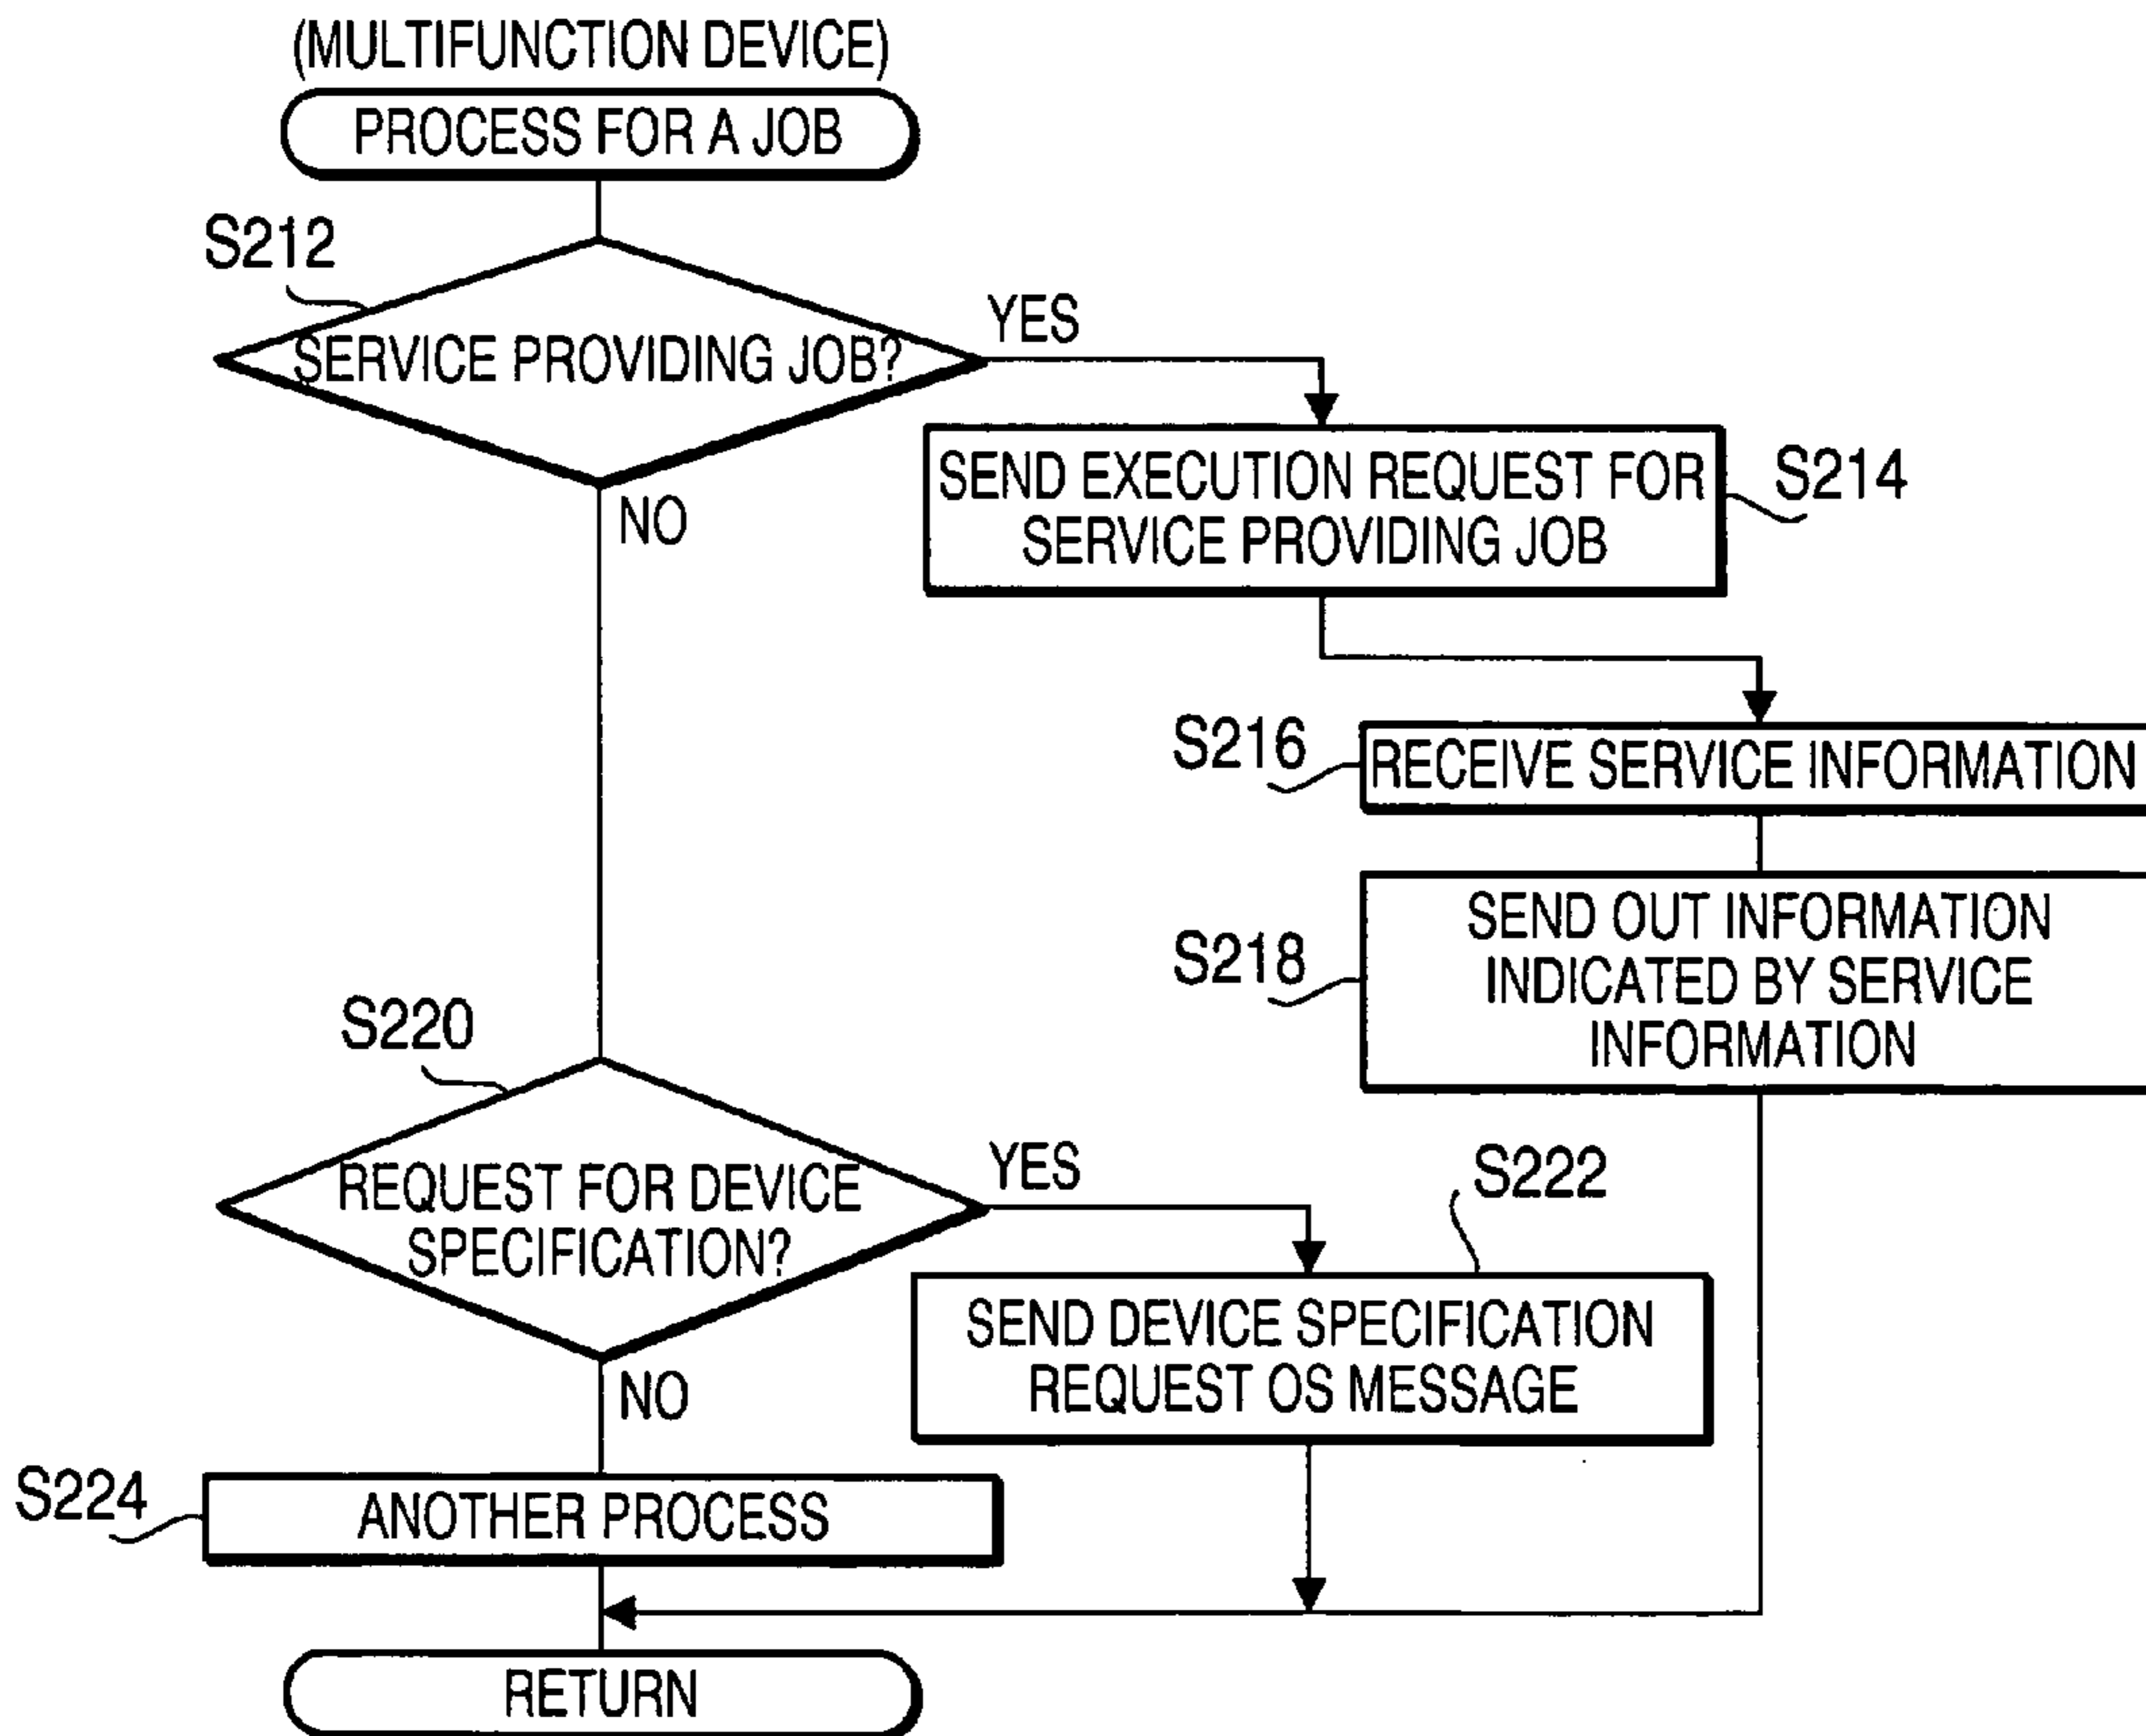 (MULTIFUNCTION DEVICE)
PROCESS FOR A JOB
S212
SERVICE PROVIDING JOB?
YES
NO
SEND EXECUTION REQUEST FOR
SERVICE PROVIDING JOB
S214
S216
RECEIVE SERVICE INFORMATION
S218
SEND OUT INFORMATION
INDICATED BY SERVICE
INFORMATION
S220
REQUEST FOR DEVICE
SPECIFICATION?
YES
NO
S222
SEND DEVICE SPECIFICATION
REQUEST OS MESSAGE
S224
ANOTHER PROCESS
RETURN